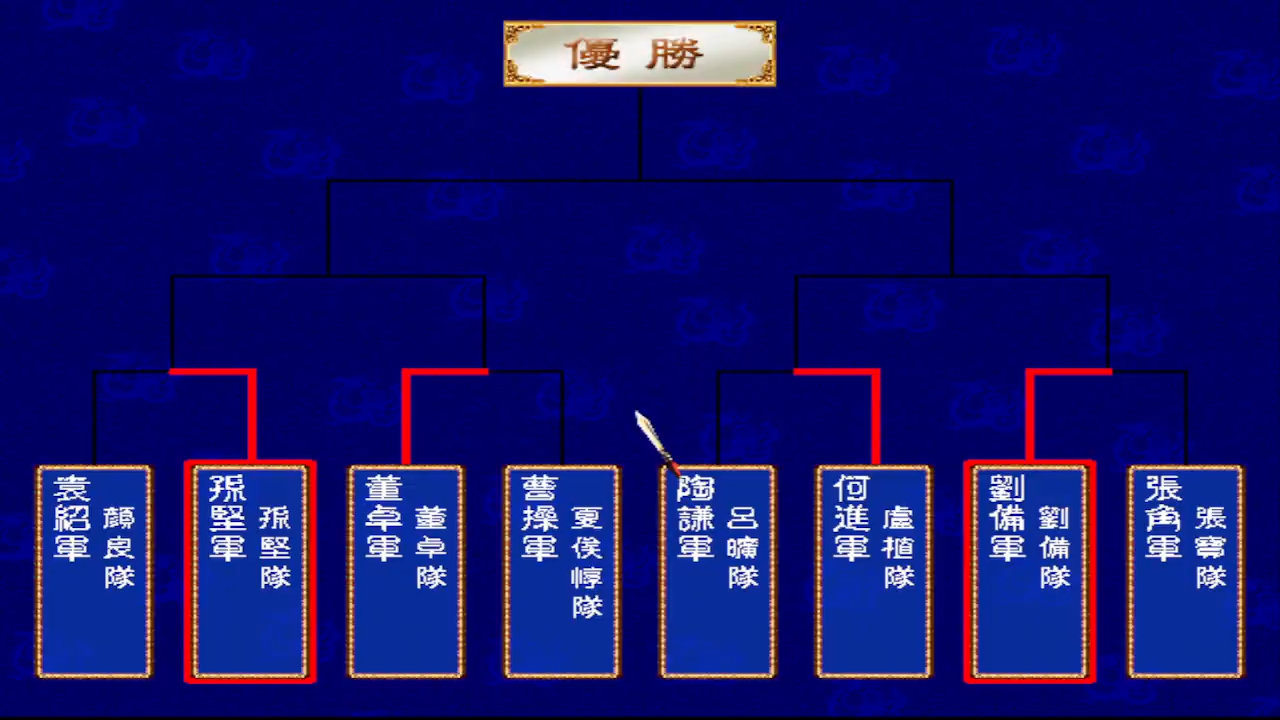 優勝
袁紹軍
顔良隊
孫堅軍
孫堅隊
董卓軍
董卓隊
曹操軍
夏侯惇隊
陶謙軍
呂曠隊
何進軍
盧植隊
劉備軍
劉備隊
張角軍
張寶隊